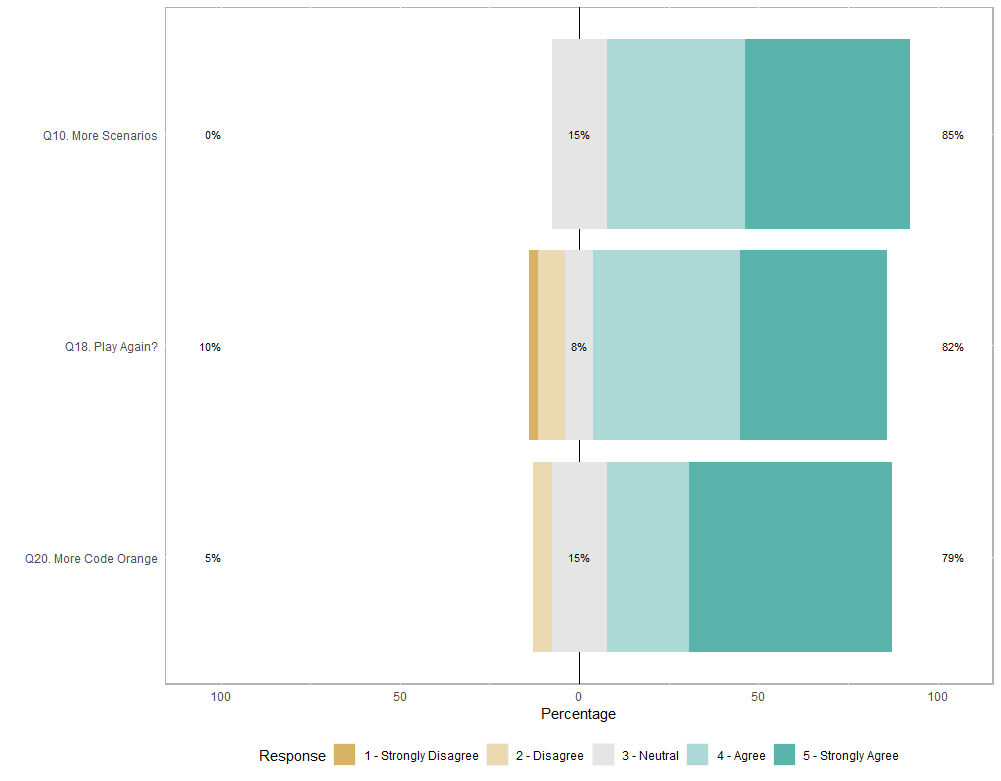 Q10. More Scenarios 0% 15% 85%
Q18. Play Again? 10% 8% 82%
Q20. More Code Orange 5% 15% 79%
100 50 0 50 100
Percentage
Response 1 - Strongly Disagree 2 - Disagree 3 - Neutral 4 - Agree 5 - Strongly Agree